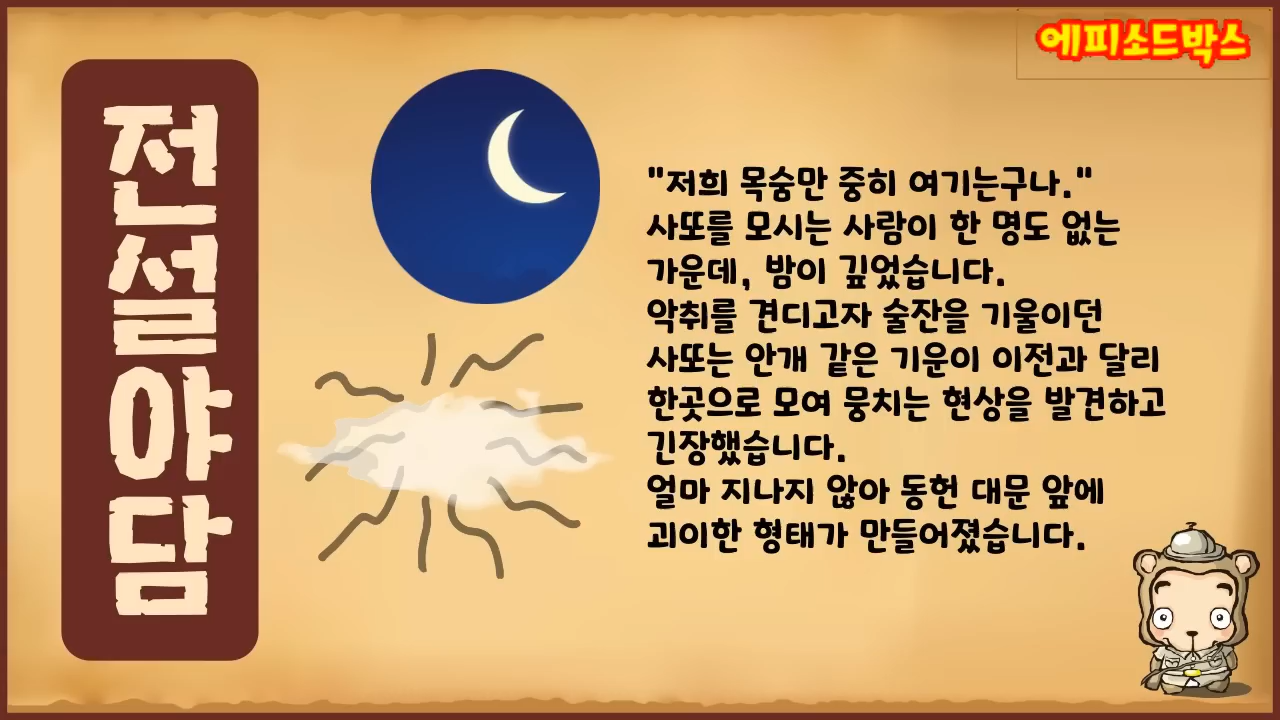 에피소드박스
전설야담
"저희 목숨만 중히 여기는구나."
사또를 모시는 사람이 한 명도 없는
가운데, 밤이 깊었습니다.
악취를 견디고자 술잔을 기울이던
사또는 안개 같은 기운이 이전과 달리
한곳으로 모여 뭉치는 현상을 발견하고
긴장했습니다.
얼마 지나지 않아 동헌 대문 앞에
괴이한 형태가 만들어졌습니다.